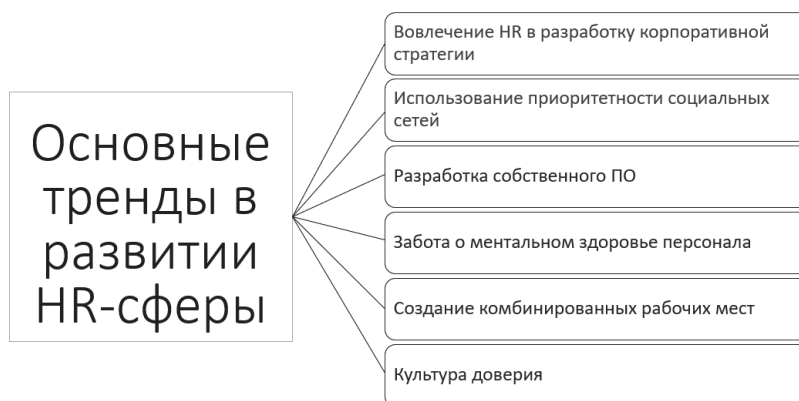 Основные
тренды в
развитии
HR-сферы
Вовлечение HR в разработку корпоративной
стратегии
Использование приоритетности социальных
сетей
Разработка собственного ПО
Забота о ментальном здоровье персонала
Создание комбинированных рабочих мест
Культура доверия